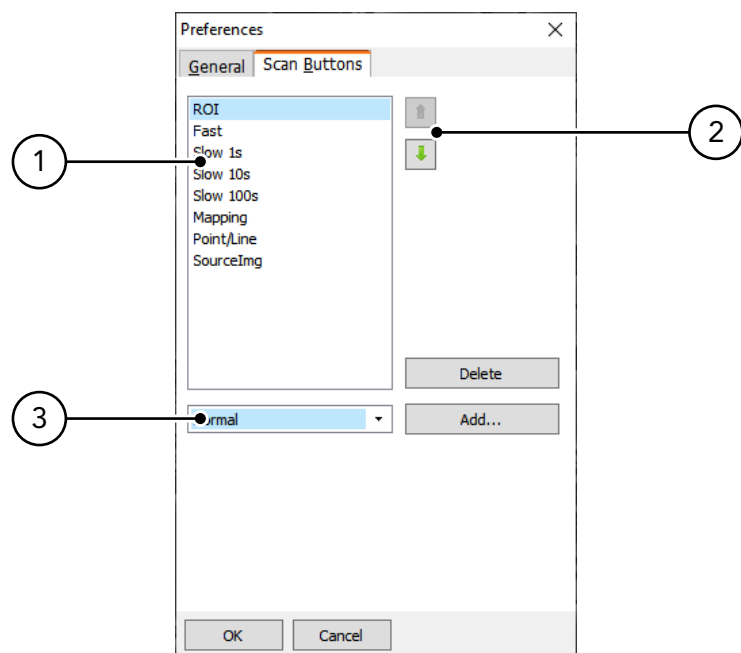 Preferences
General Scan Buttons
ROI
Fast
Slow 1s
Slow 10s
Slow 100s
Mapping
Point/Line
SourceImg
Delete
Add...
OK Cancel
1
2
3